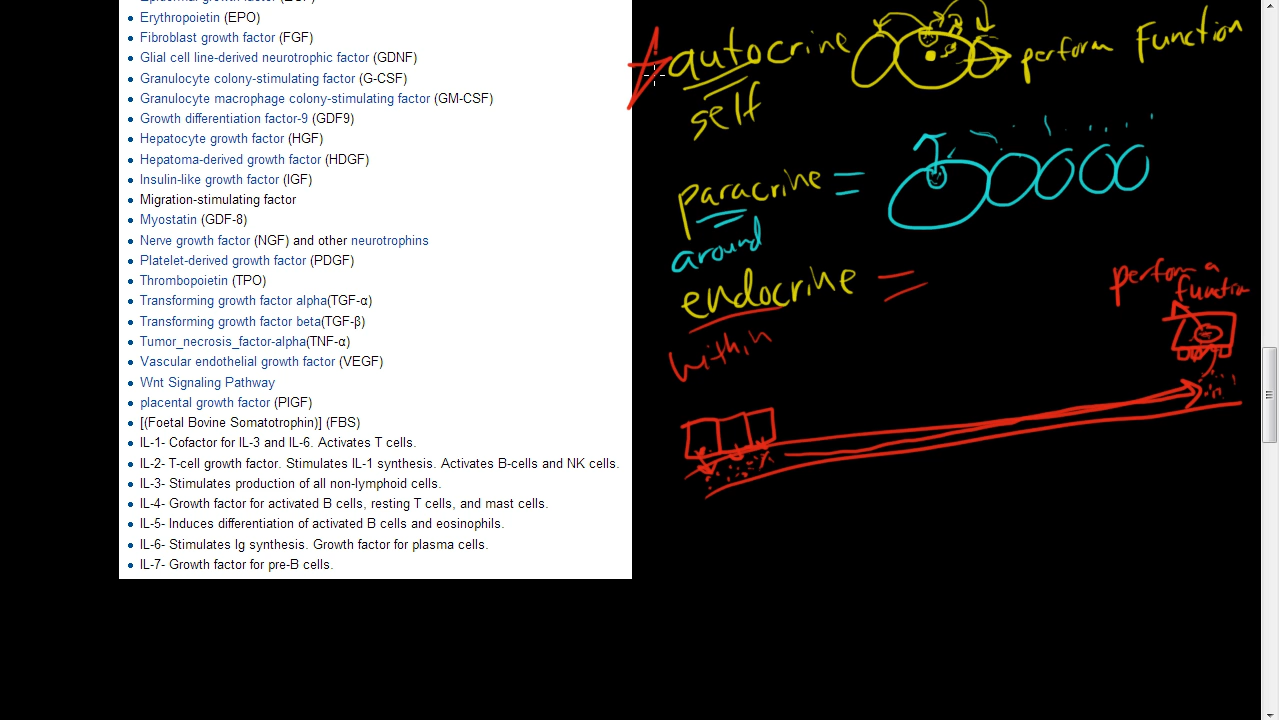 Erythropoietin (EPO)
Fibroblast growth factor (FGF)
Glial cell line-derived neurotrophic factor (GDNF)
Granulocyte colony-stimulating factor (G-CSF)
Granulocyte macrophage colony-stimulating factor (GM-CSF)
Growth differentiation factor-9 (GDF9)
Hepatocyte growth factor (HGF)
Hepatoma-derived growth factor (HDGF)
Insulin-like growth factor (IGF)
Migration-stimulating factor
Myostatin (GDF-8)
Nerve growth factor (NGF) and other neurotrophins
Platelet-derived growth factor (PDGF)
Thrombopoietin (TPO)
Transforming growth factor alpha(TGF-α)
Transforming growth factor beta(TGF-β)
Tumor_necrosis_factor-alpha(TNF-α)
Vascular endothelial growth factor (VEGF)
Wnt Signaling Pathway
placental growth factor (PlGF)
[(Foetal Bovine Somatotrophin)] (FBS)
IL-1- Cofactor for IL-3 and IL-6. Activates T cells.
IL-2- T-cell growth factor. Stimulates IL-1 synthesis. Activates B-cells and NK cells.
IL-3- Stimulates production of all non-lymphoid cells.
IL-4- Growth factor for activated B cells, resting T cells, and mast cells.
IL-5- Induces differentiation of activated B cells and eosinophils.
IL-6- Stimulates Ig synthesis. Growth factor for plasma cells.
IL-7- Growth factor for pre-B cells.
autocrine
perform Function
self
paracrine =
around
endocrine =
within
perform a
function